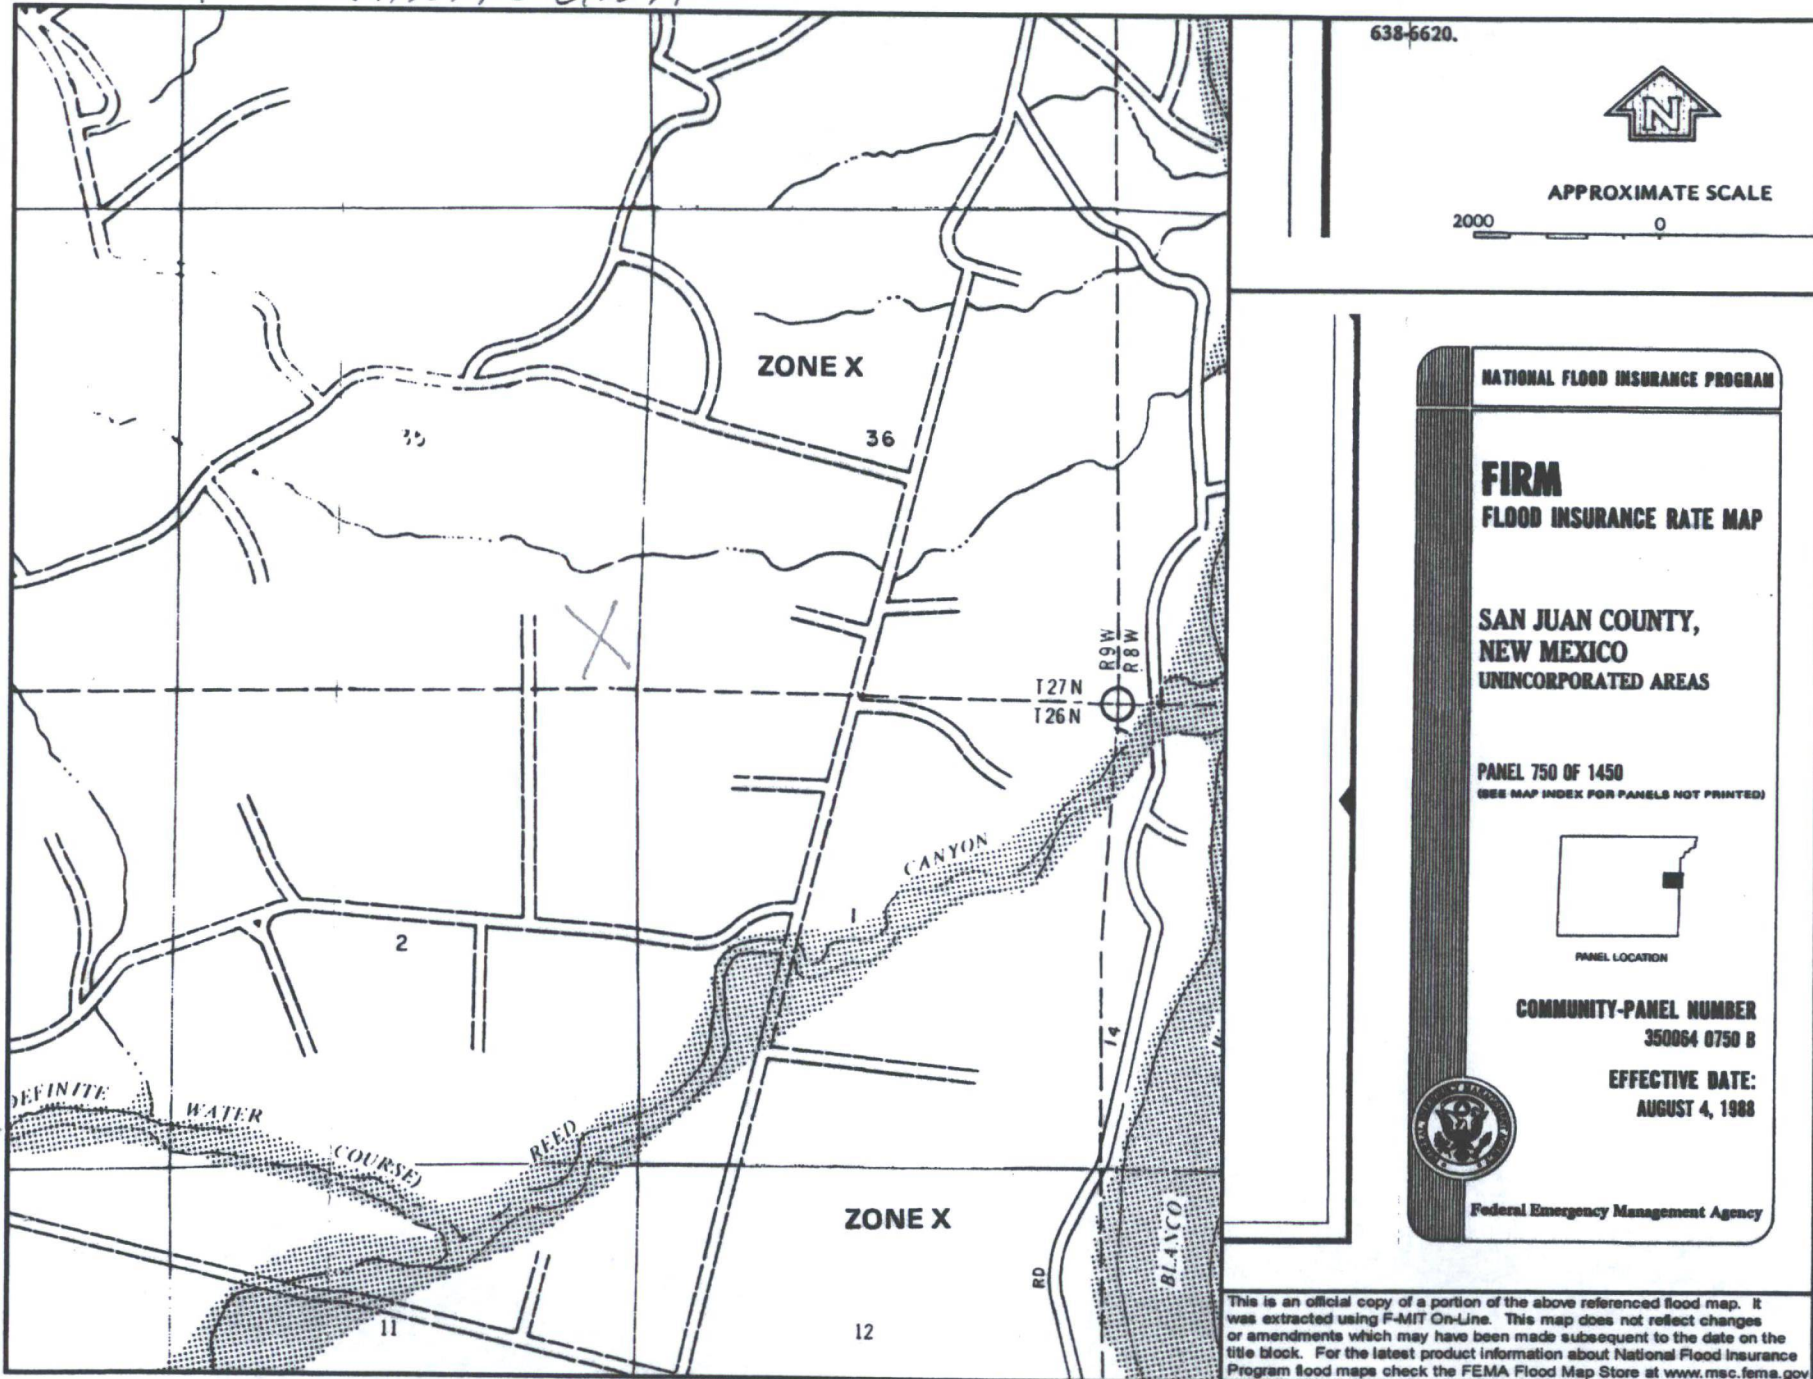 638-6620.
N
APPROXIMATE SCALE
2000 0
ZONE X
35
36
R9W
R8W
T27N
T26N
CANYON
1
2
14
DEFINITE WATER COURSE)
REED
ZONE X
RD
BLANCO
11
12
NATIONAL FLOOD INSURANCE PROGRAM
FIRM
FLOOD INSURANCE RATE MAP
SAN JUAN COUNTY,
NEW MEXICO
UNINCORPORATED AREAS
PANEL 750 OF 1450
(SEE MAP INDEX FOR PANELS NOT PRINTED)
PANEL LOCATION
COMMUNITY-PANEL NUMBER
350064 0750 B
EFFECTIVE DATE:
AUGUST 4, 1988
Federal Emergency Management Agency
This is an official copy of a portion of the above referenced flood map. It
was extracted using F-MIT On-Line. This map does not reflect changes
or amendments which may have been made subsequent to the date on the
title block. For the latest product information about National Flood Insurance
Program flood maps check the FEMA Flood Map Store at www.msc.fema.gov